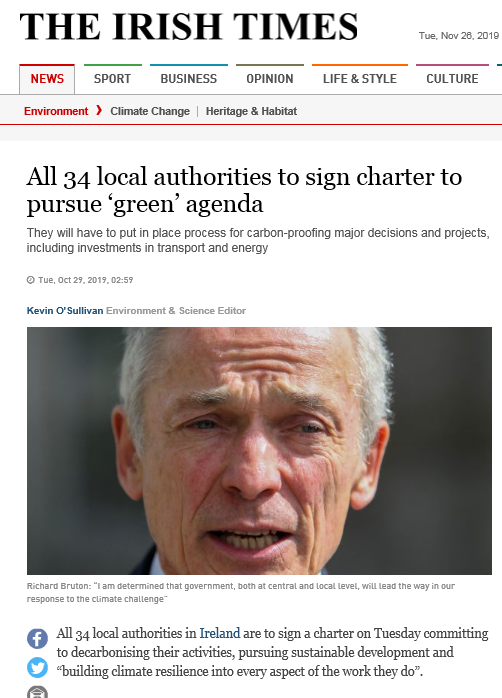 THE IRISH TIMES
Tue, Nov 26, 2019
NEWS SPORT BUSINESS OPINION LIFE & STYLE CULTURE
Environment › Climate Change | Heritage & Habitat
All 34 local authorities to sign charter to
pursue ‘green’ agenda
They will have to put in place process for carbon-proofing major decisions and projects,
including investments in transport and energy
Tue, Oct 29, 2019, 02:59
Kevin O'Sullivan Environment & Science Editor
Richard Bruton: “I am determined that government, both at central and local level, will lead the way in our
response to the climate challenge”
All 34 local authorities in Ireland are to sign a charter on Tuesday committing
to decarbonising their activities, pursuing sustainable development and
“building climate resilience into every aspect of the work they do”.